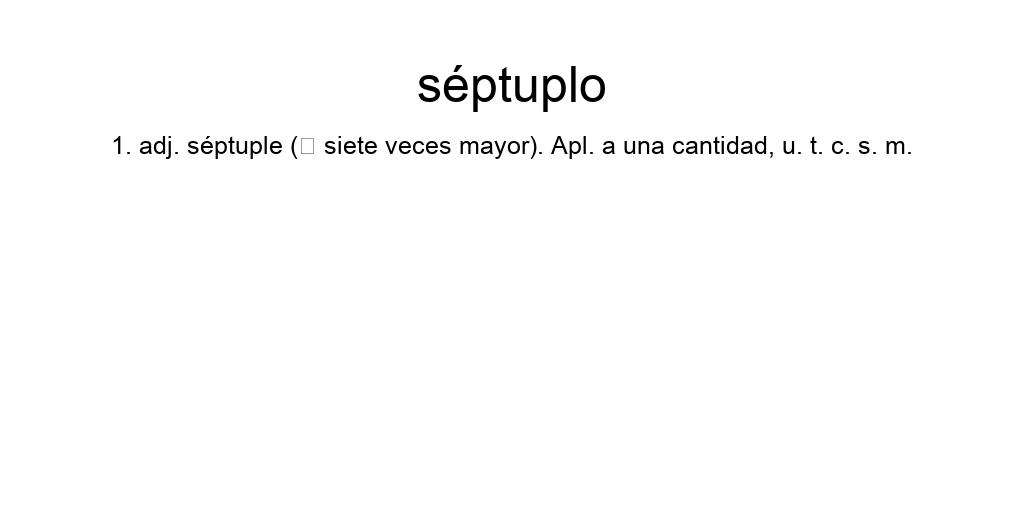 séptuplo
1. adj. séptuple (□ siete veces mayor). Apl. a una cantidad, u. t. c. s. m.